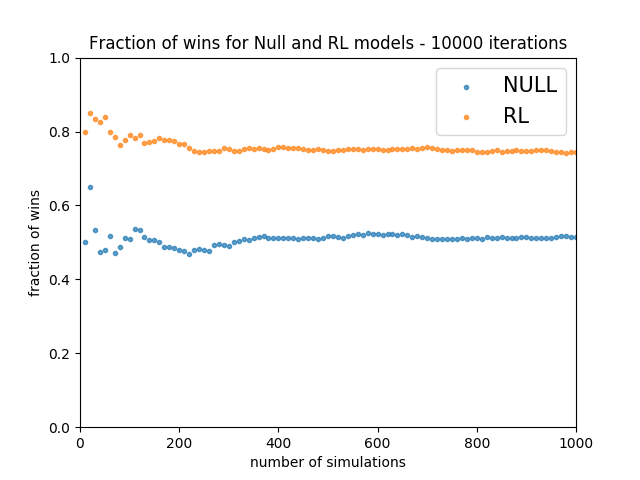 Fraction of wins for Null and RL models - 10000 iterations
NULL
RL
1.0
0.8
0.6
0.4
0.2
0.0
fraction of wins
0 200 400 600 800 1000
number of simulations